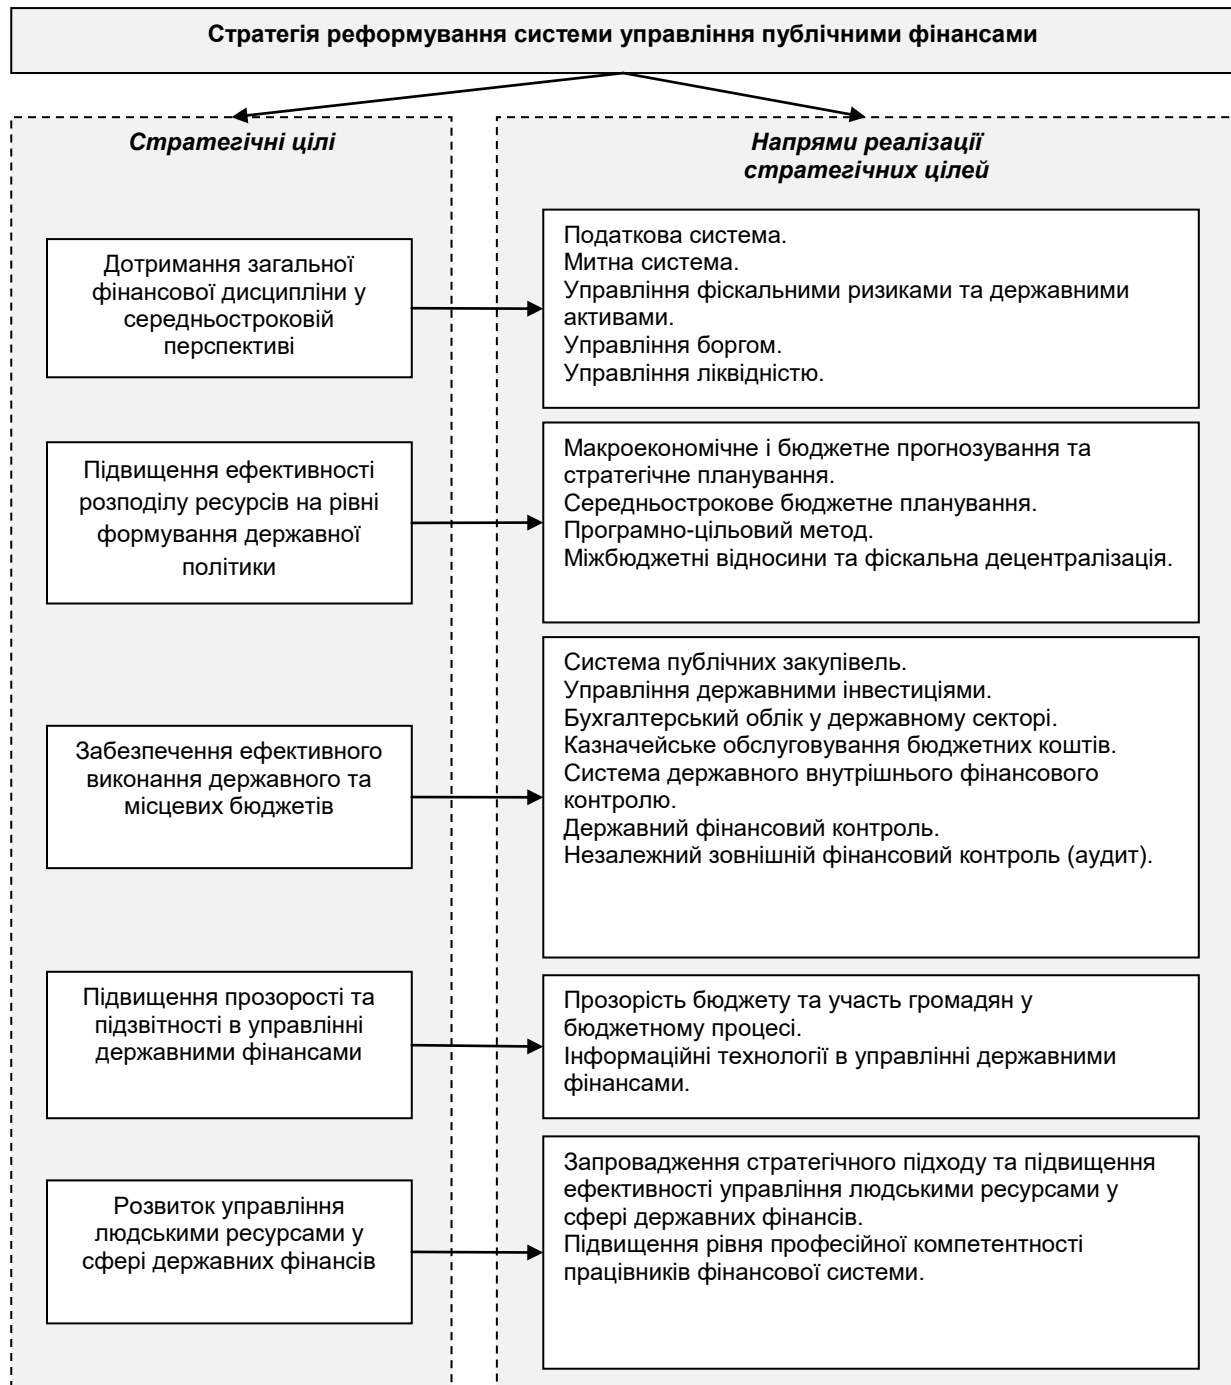 Стратегія реформування системи управління публічними фінансами
Стратегічні цілі
Напрями реалізації
стратегічних цілей
Дотримання загальної
фінансової дисципліни у
середньостроковій
перспективі
Податкова система.
Митна система.
Управління фіскальними ризиками та державними
активами.
Управління боргом.
Управління ліквідністю.
Підвищення ефективності
розподілу ресурсів на рівні
формування державної
політики
Макроекономічне і бюджетне прогнозування та
стратегічне планування.
Середньострокове бюджетне планування.
Програмно-цільовий метод.
Міжбюджетні відносини та фіскальна децентралізація.
Забезпечення ефективного
виконання державного та
місцевих бюджетів
Система публічних закупівель.
Управління державними інвестиціями.
Бухгалтерський облік у державному секторі.
Казначейське обслуговування бюджетних коштів.
Система державного внутрішнього фінансового
контролю.
Державний фінансовий контроль.
Незалежний зовнішній фінансовий контроль (аудит).
Підвищення прозорості та
підзвітності в управлінні
державними фінансами
Прозорість бюджету та участь громадян у
бюджетному процесі.
Інформаційні технології в управлінні державними
фінансами.
Розвиток управління
людськими ресурсами у
сфері державних фінансів
Запровадження стратегічного підходу та підвищення
ефективності управління людськими ресурсами у
сфері державних фінансів.
Підвищення рівня професійної компетентності
працівників фінансової системи.